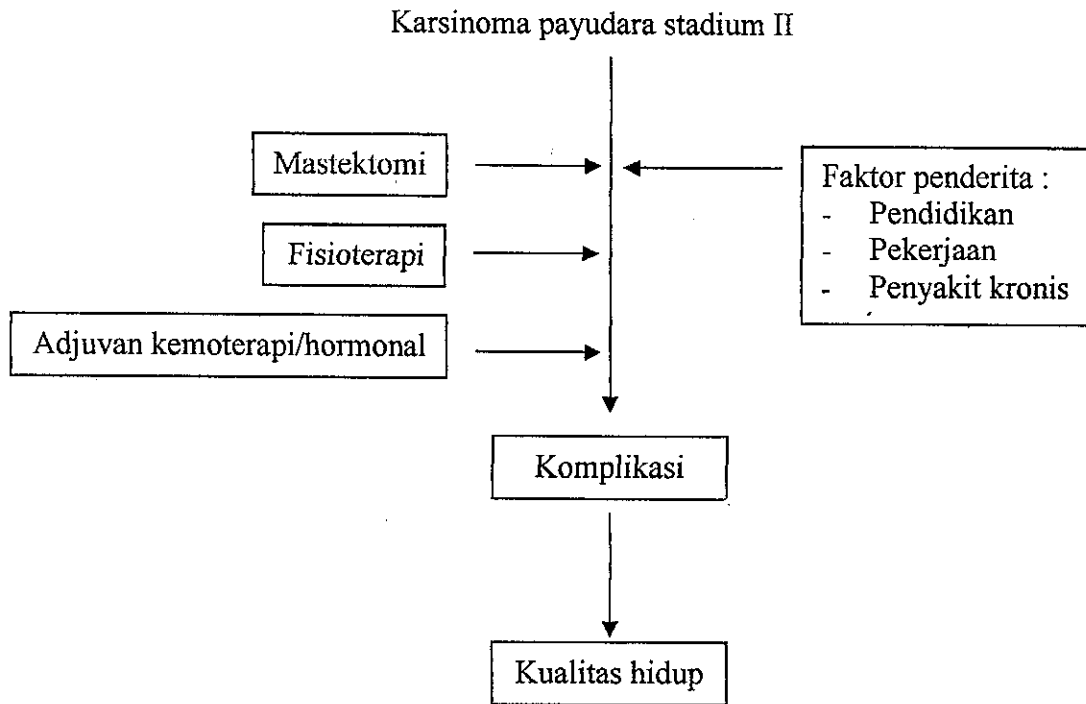 Karsinoma payudara stadium II
Mastektomi
Fisioterapi
Adjuvan kemoterapi/hormonal
Faktor penderita :
- Pendidikan
- Pekerjaan
- Penyakit kronis
Komplikasi
Kualitas hidup